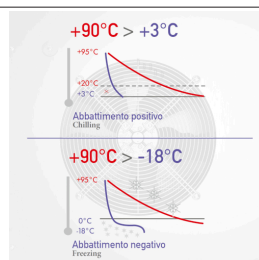 +90°C > +3°C
+95°C
+20°C
+3°C
Abbattimento positivo
Chilling
+90°C > -18°C
+95°C
0°C
-18°C
Abbattimento negativo
Freezing